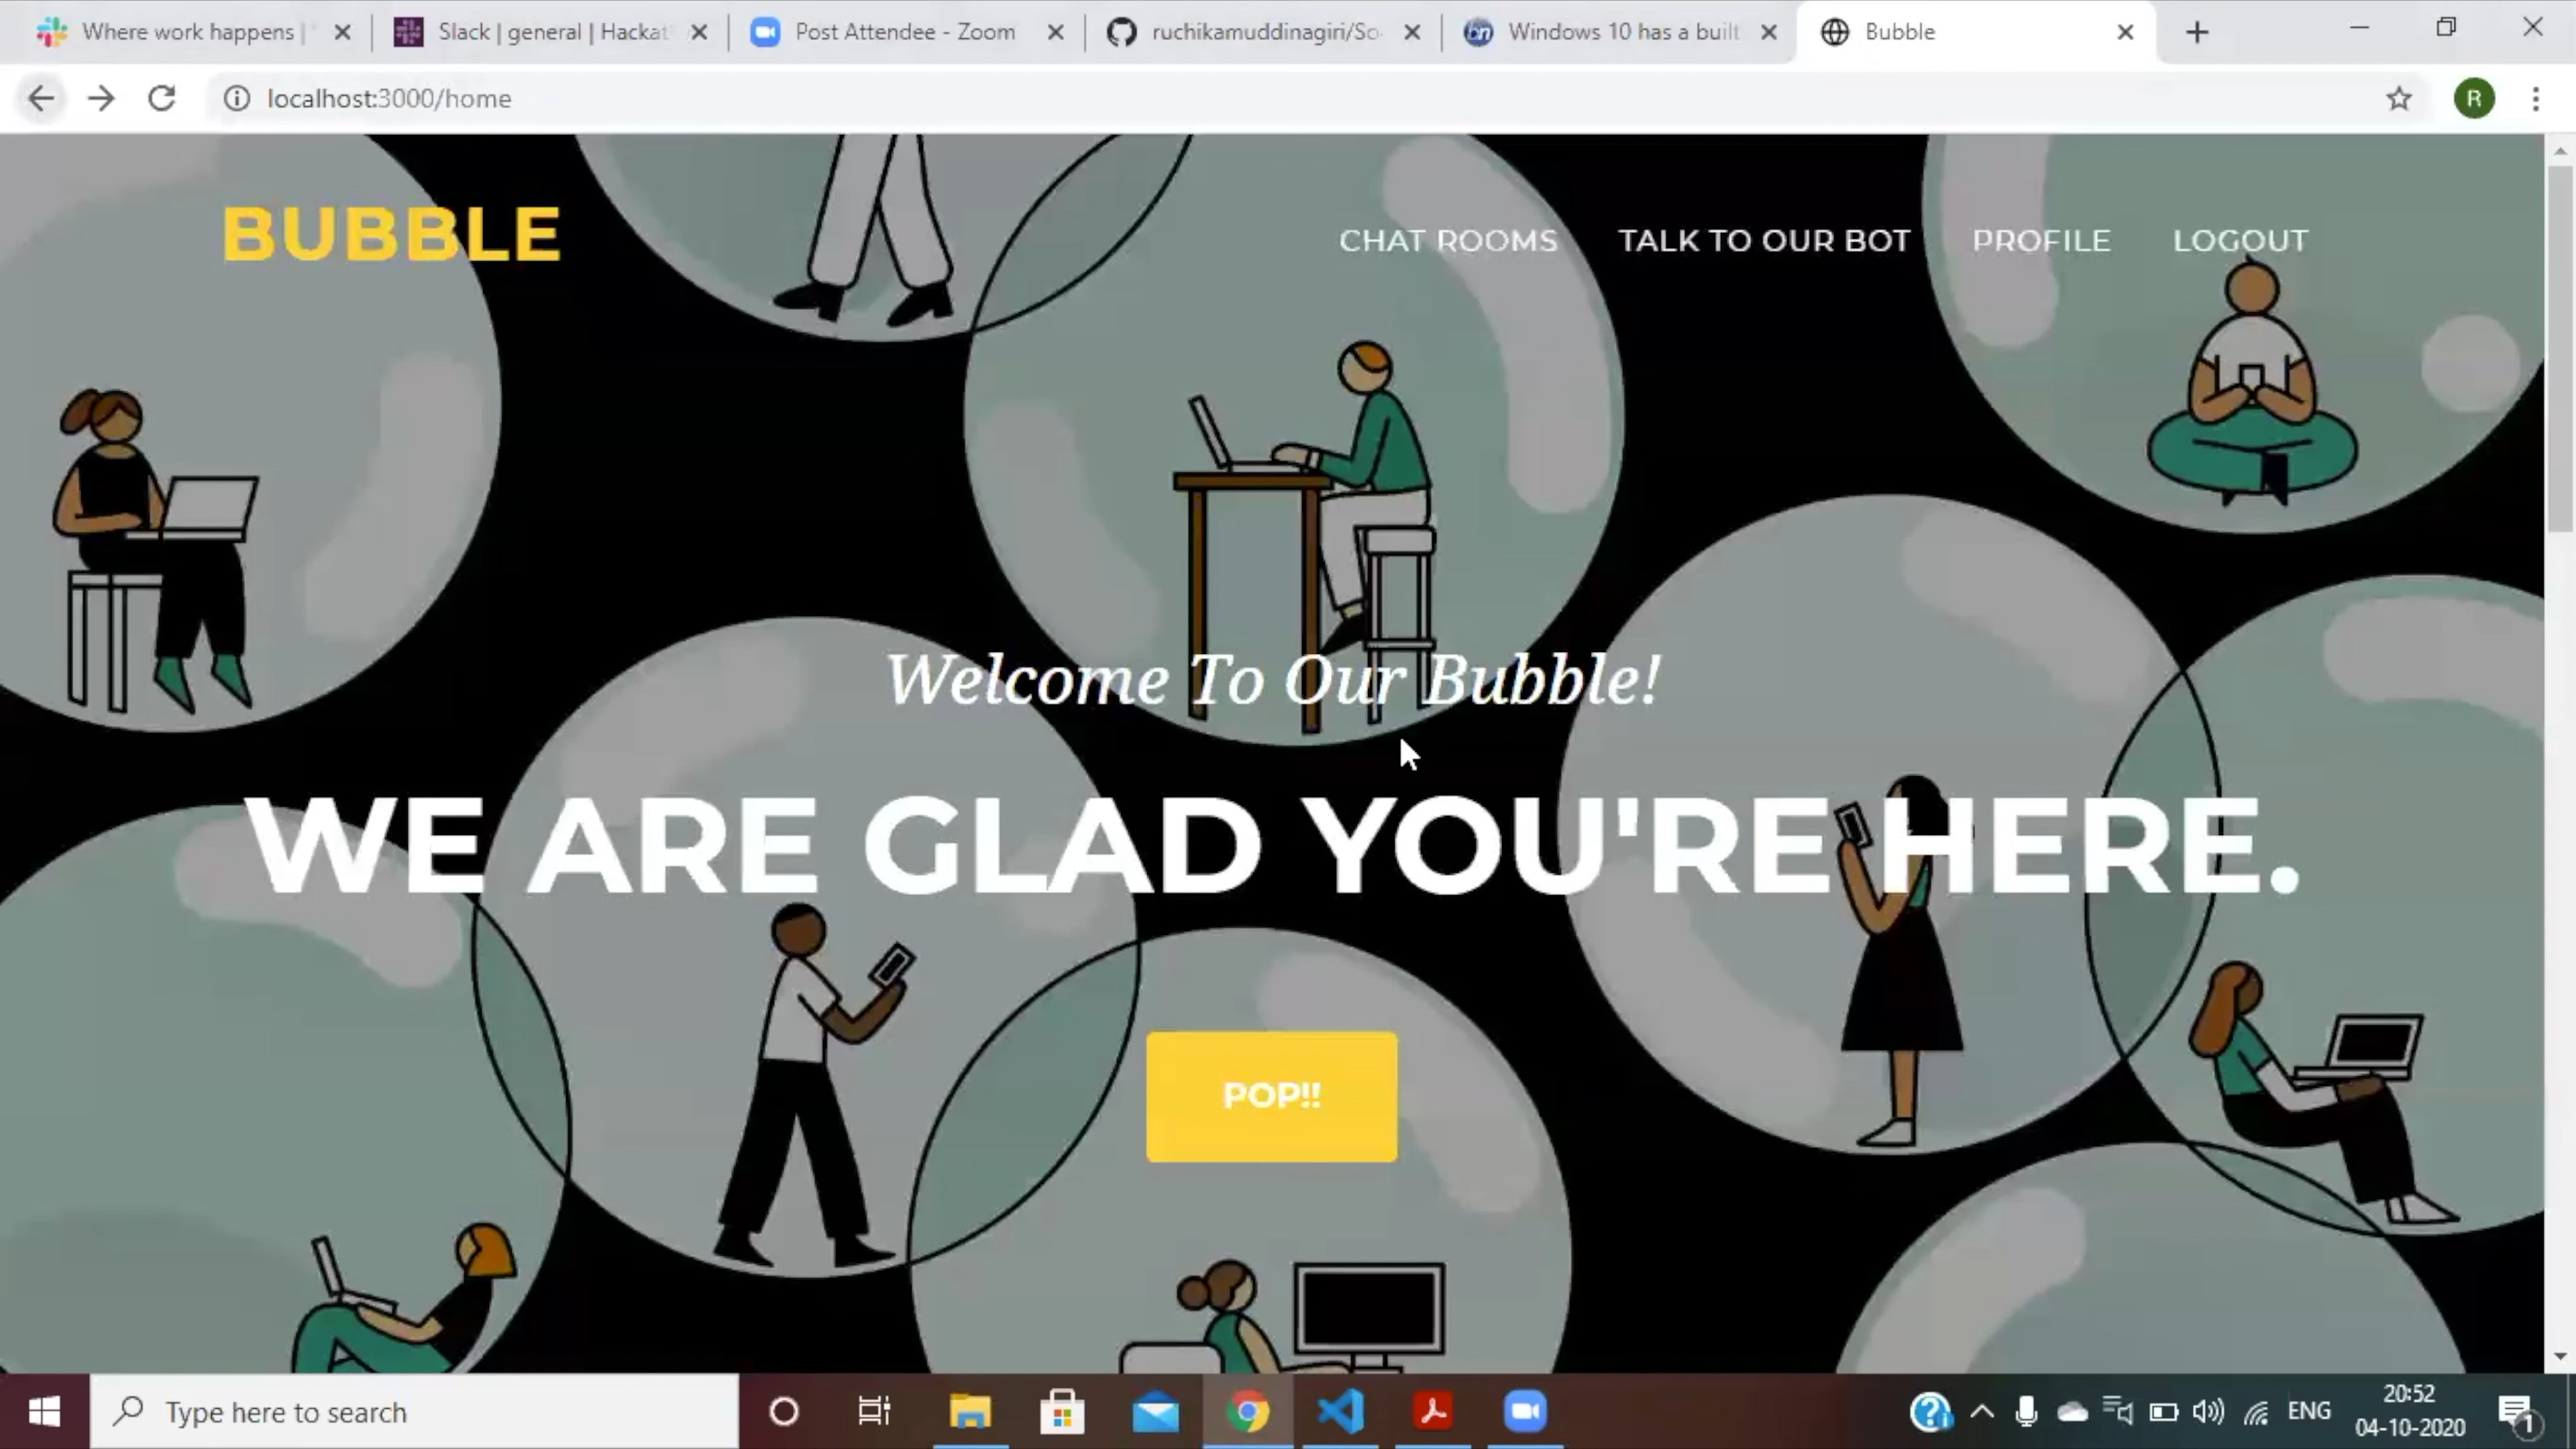 Where work happens |
Slack | general | Hackat
Post Attendee - Zoom
ruchikamuddinagiri/So
Windows 10 has a built
Bubble
localhost:3000/home
R
BUBBLE
CHAT ROOMS
TALK TO OUR BOT
PROFILE
LOGOUT
Welcome To Our Bubble!
WE ARE GLAD YOU'RE HERE.
POP!!
Type here to search
ENG
20:52
04-10-2020
1